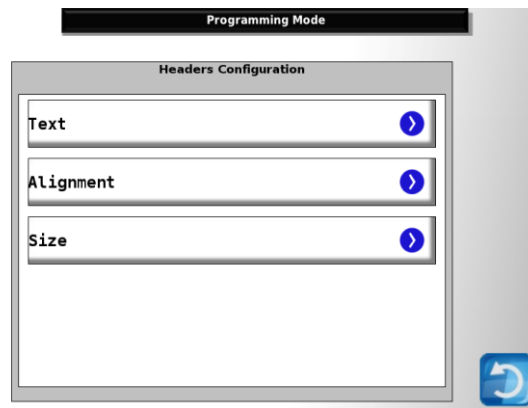 Programming Mode
Headers Configuration
Text
Alignment
Size